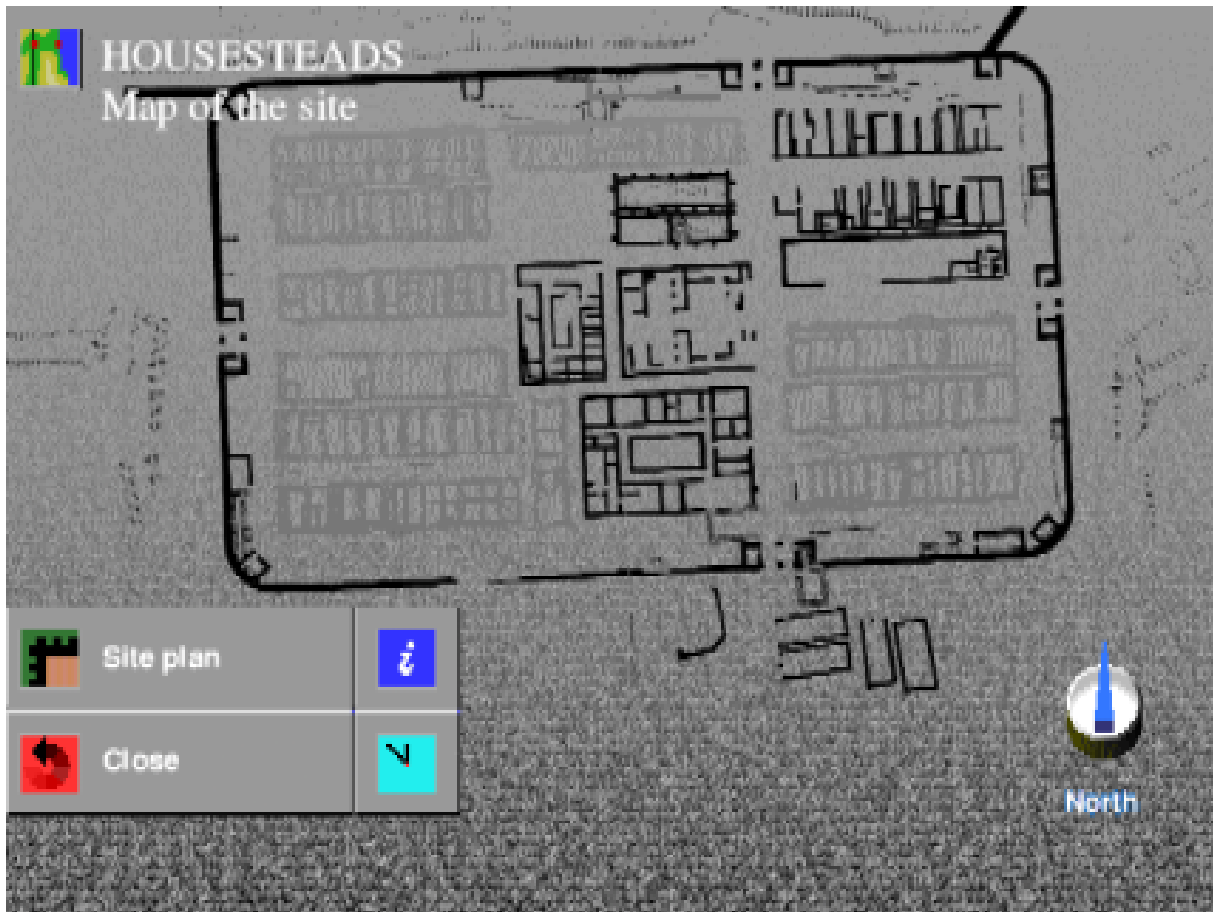 HOUSESTEADS
Map of the site
Site plan
i
Close
North